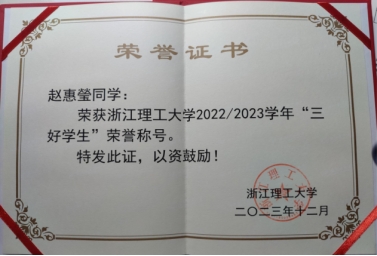 荣誉证书
赵惠瑩同学：
荣获浙江理工大学2022/2023学年“三
好学生”荣誉称号。
特发此证，以资鼓励！
浙江理工大学
二〇二三年十二月